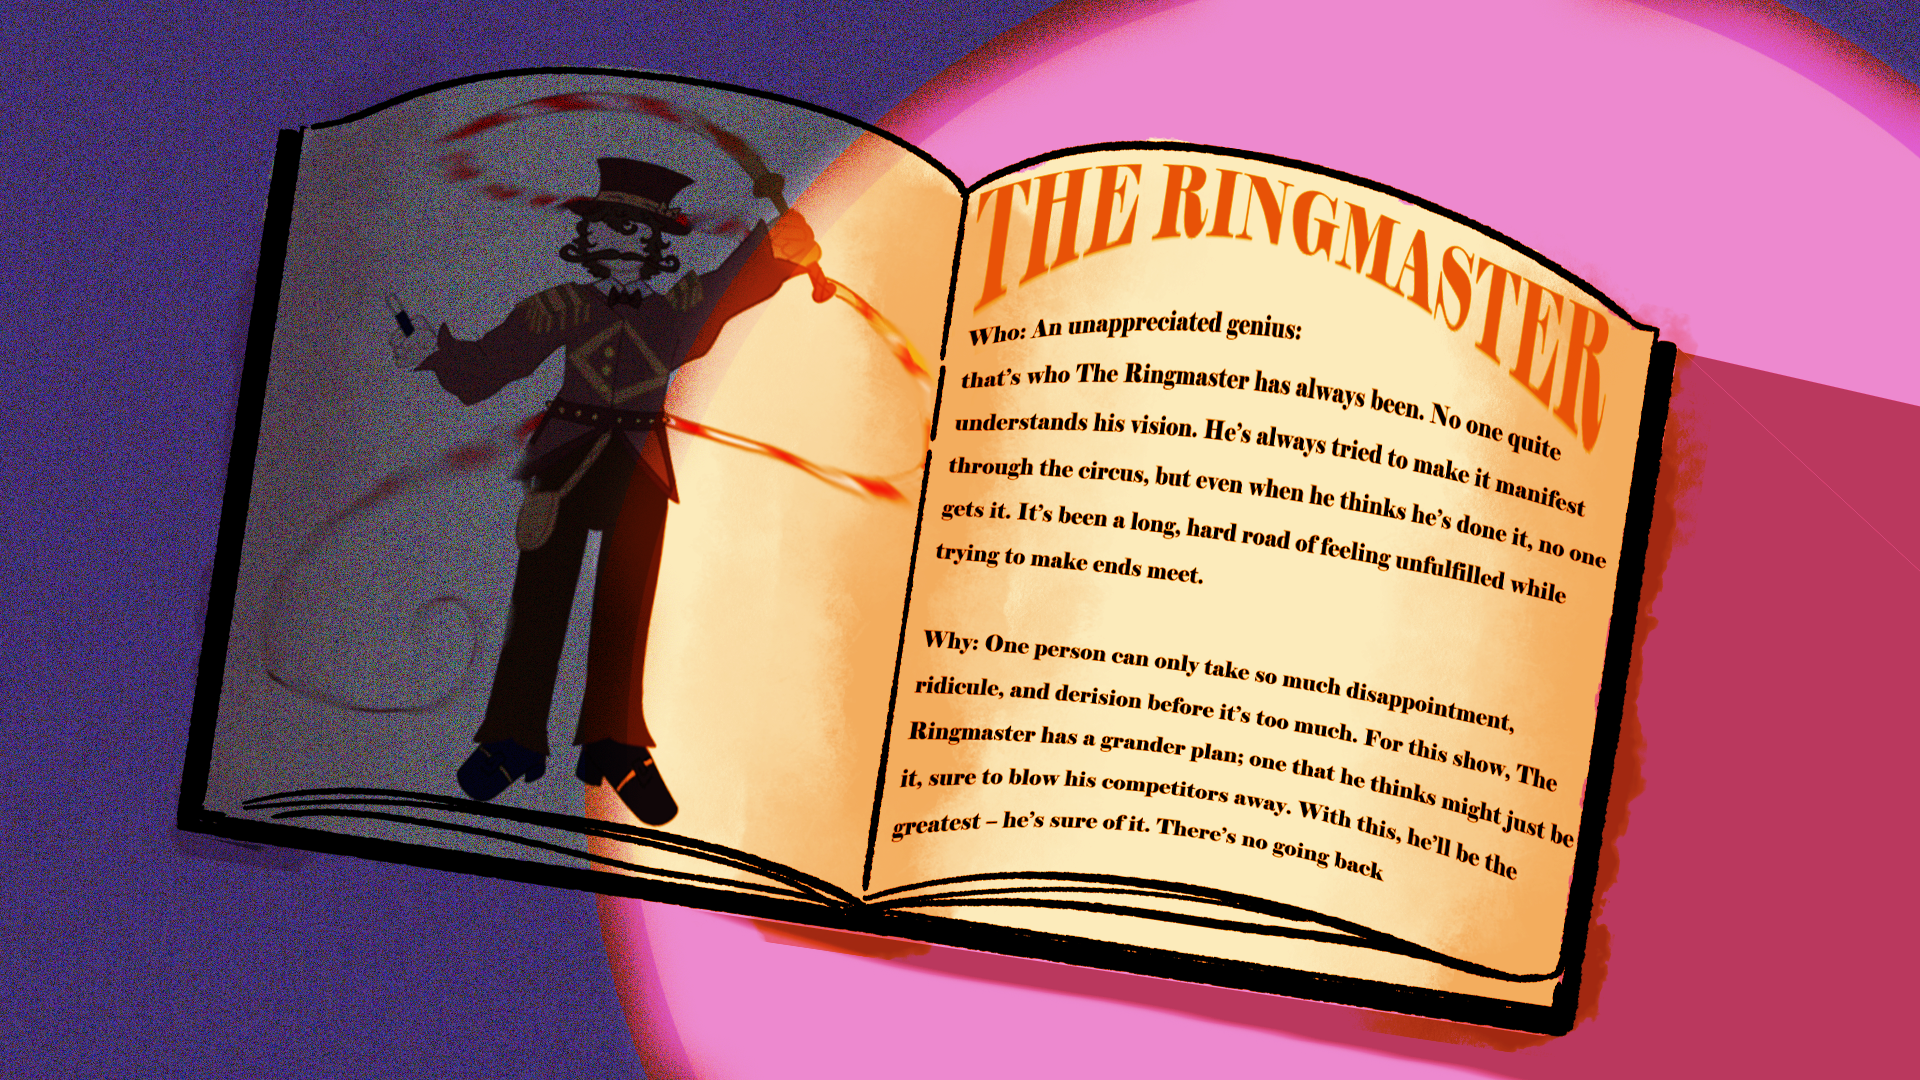 THE RINGMASTER
Who: An unappreciated genius:
that's who The Ringmaster has always been. No one quite
understands his vision. He's always tried to make it manifest
through the circus, but even when he thinks he's done it, no one
gets it. It's been a long, hard road of feeling unfulfilled while
trying to make ends meet.
Why: One person can only take so much disappointment,
ridicule, and derision before it's too much. For this show, The
Ringmaster has a grander plan; one that he thinks might just be
it, sure to blow his competitors away. With this, he'll be the
greatest – he's sure of it. There's no going back